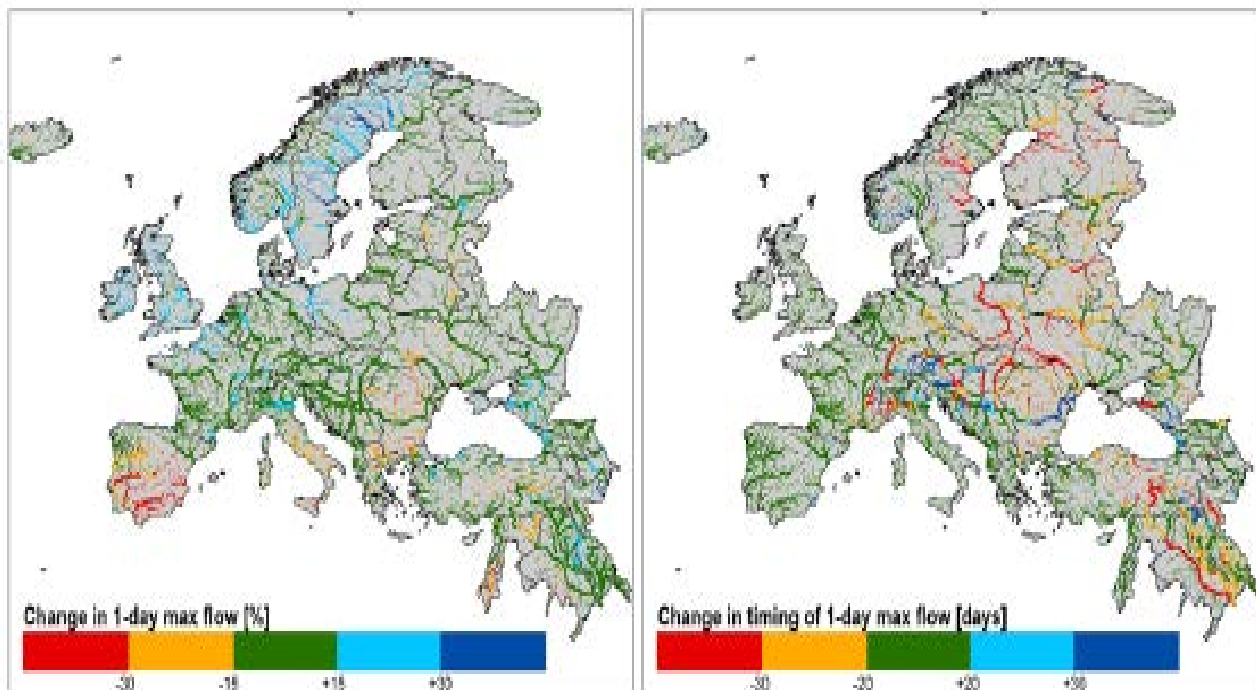 Change in 1-day max flow [%]
-30 -15 +15 +30
Change in timing of 1-day max flow [days]
-30 -20 +20 +30